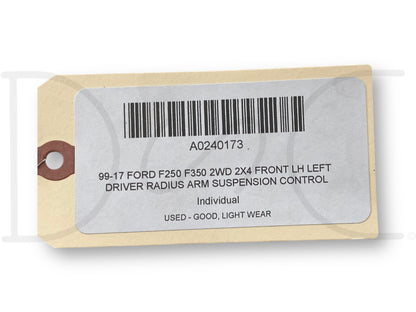 A0240173
99-17 FORD F250 F350 2WD 2X4 FRONT LH LEFT
DRIVER RADIUS ARM SUSPENSION CONTROL
Individual
USED - GOOD, LIGHT WEAR